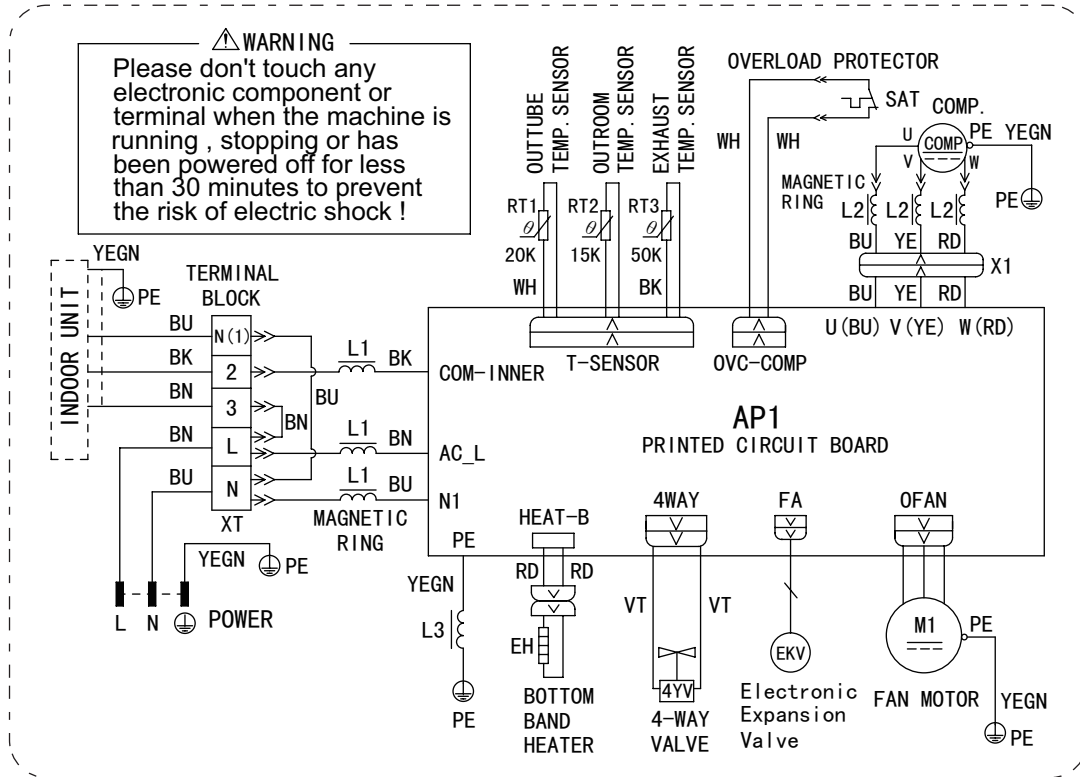 WARNING
Please don't touch any
electronic component or
terminal when the machine is
running , stopping or has
been powered off for less
than 30 minutes to prevent
the risk of electric shock !
OUTTUBE
TEMP. SENSOR
OUTROOM
TEMP. SENSOR
EXHAUST
TEMP. SENSOR
OVERLOAD PROTECTOR
SAT
COMP.
WH
WH
U
V
W
COMP
PE
YEGN
PE
MAGNETIC
RING
L2
L2
L2
BU
YE
RD
X1
BU
YE
RD
RT1
RT2
RT3
θ
θ
θ
20K
15K
50K
WH
BK
U(BU)
V(YE)
W(RD)
T-SENSOR
OVC-COMP
INDOOR UNIT
YEGN
PE
TERMINAL
BLOCK
BU
N(1)
BK
2
BN
3
BN
L
BU
N
XT
BU
BN
L1
BK
L1
BN
L1
BU
MAGNETIC
RING
COM-INNER
AC_L
N1
AP1
PRINTED CIRCUIT BOARD
PE
HEAT-B
4WAY
FA
OFAN
YEGN
PE
L
N
POWER
YEGN
L3
PE
RD
RD
EH
BOTTOM
BAND
HEATER
VT
VT
4YV
4-WAY
VALVE
EKV
Electronic
Expansion
Valve
M1
PE
FAN MOTOR
YEGN
PE